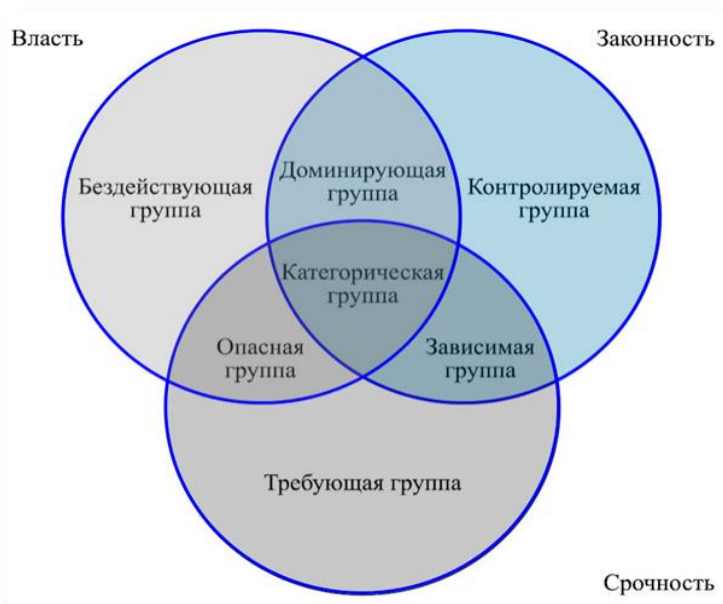 Власть
Законность
Бездействующая
группа
Доминирующая
группа
Контролируемая
группа
Категорическая
группа
Опасная
группа
Зависимая
группа
Требующая группа
Срочность